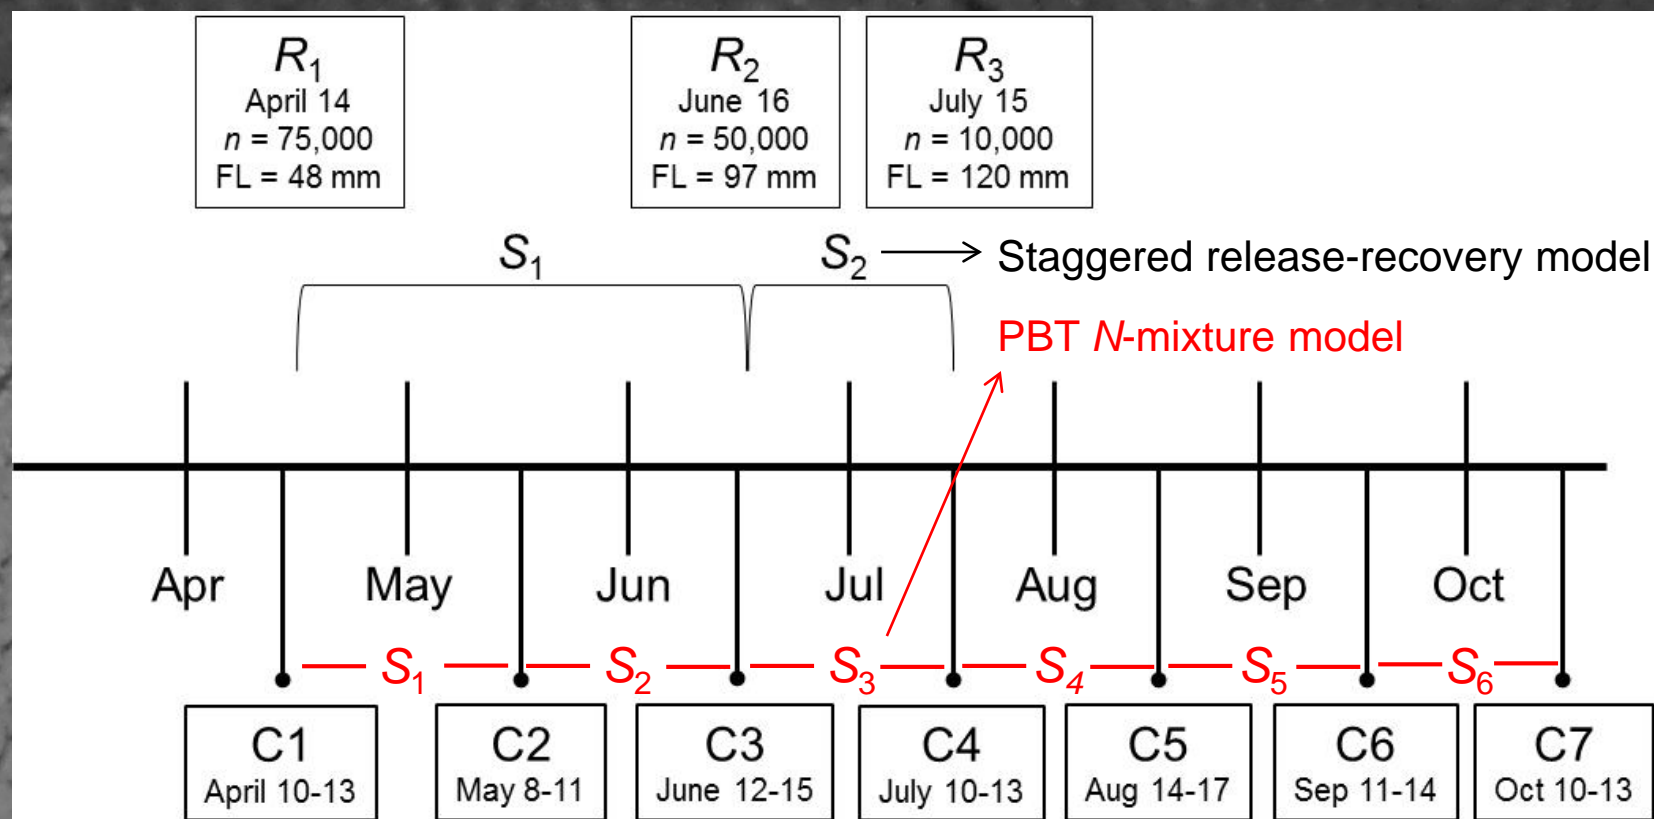 R1
April 14
n = 75,000
FL = 48 mm
R2
June 16
n = 50,000
FL = 97 mm
R3
July 15
n = 10,000
FL = 120 mm
S1
S2
Staggered release-recovery model
PBT N-mixture model
Apr
May
Jun
Jul
Aug
Sep
Oct
S1
S2
S3
S4
S5
S6
C1
April 10-13
C2
May 8-11
C3
June 12-15
C4
July 10-13
C5
Aug 14-17
C6
Sep 11-14
C7
Oct 10-13